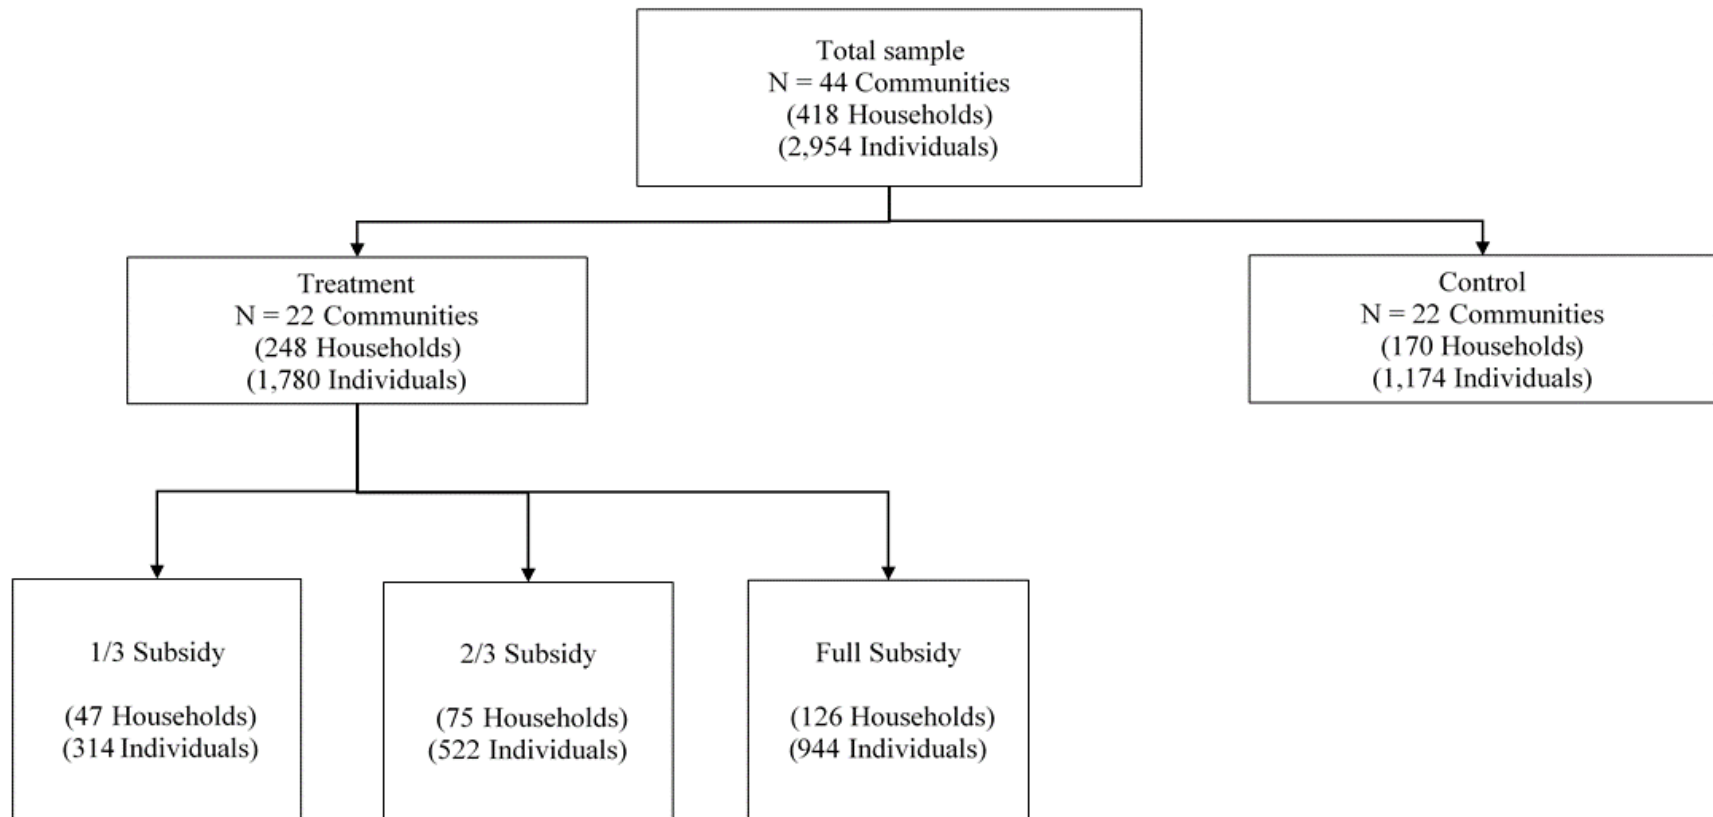 Total sample
N = 44 Communities
(418 Households)
(2,954 Individuals)
Treatment
N = 22 Communities
(248 Households)
(1,780 Individuals)
Control
N = 22 Communities
(170 Households)
(1,174 Individuals)
1/3 Subsidy
(47 Households)
(314 Individuals)
2/3 Subsidy
(75 Households)
(522 Individuals)
Full Subsidy
(126 Households)
(944 Individuals)